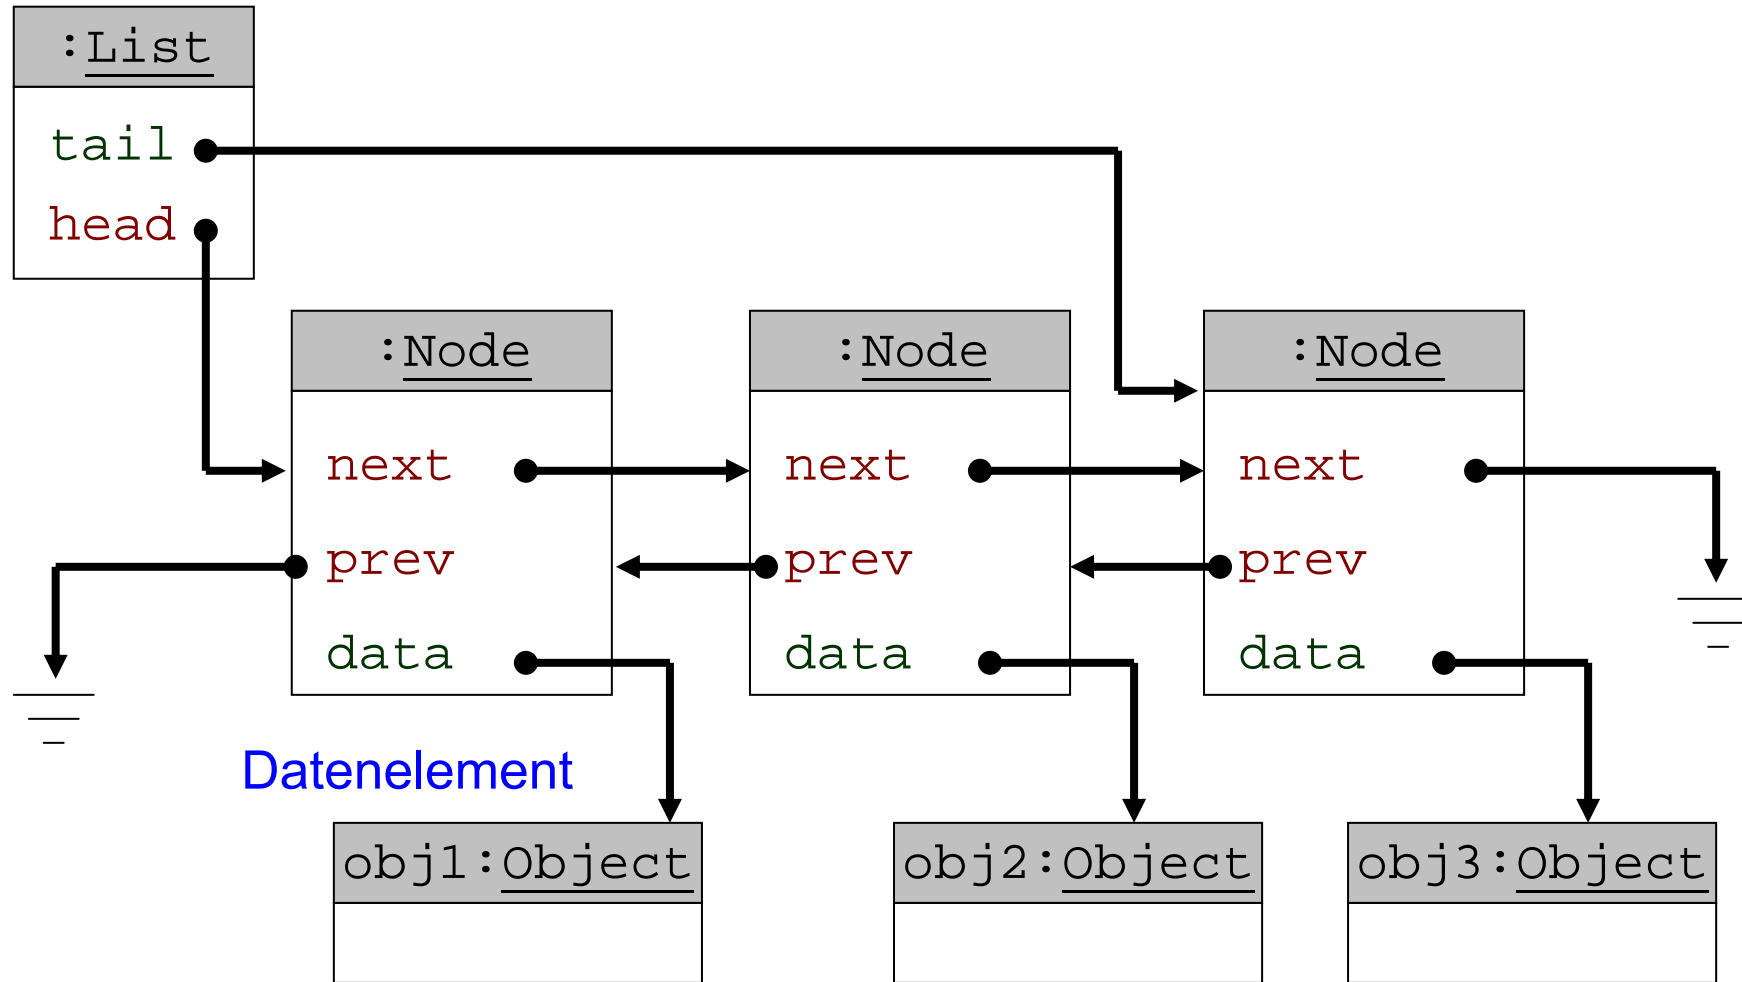 :List
tail
head
:Node :Node :Node
next next next
prev prev prev
data data data
Datenelement
obj1:Object obj2:Object obj3:Object